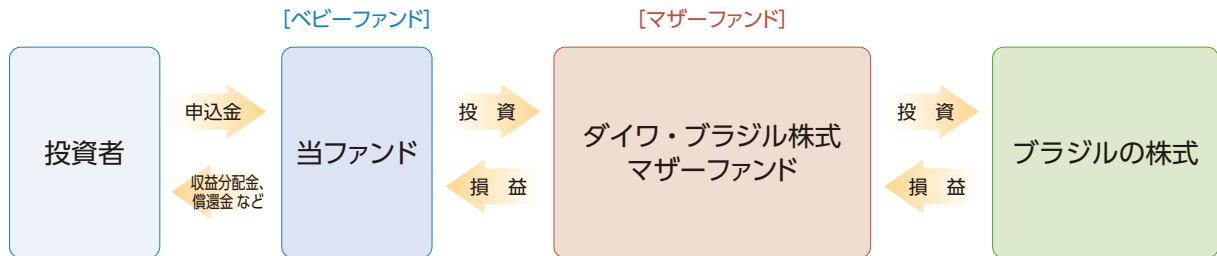 [ベビーファンド]
[マザーファンド]
投資者
申込金
収益分配金、
償還金 など
当ファンド
投 資
損 益
ダイワ・ブラジル株式
マザーファンド
投 資
損 益
ブラジルの株式